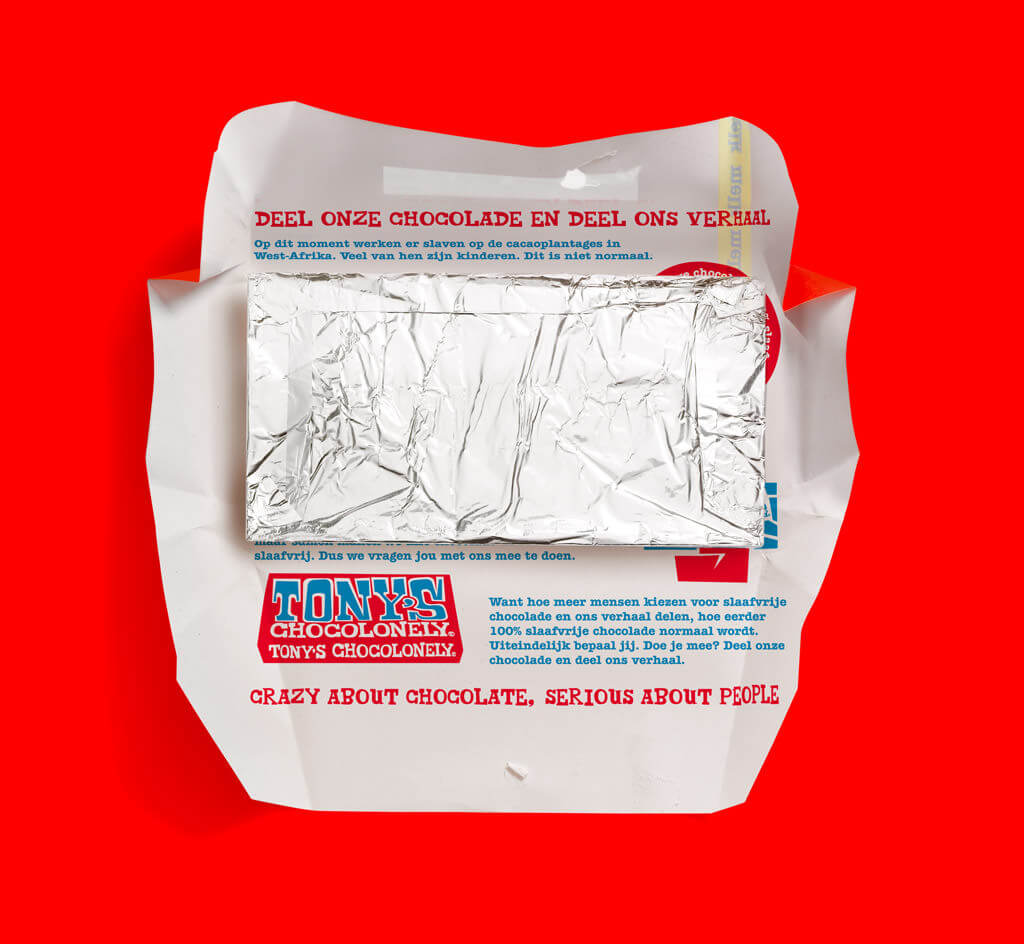 DEEL ONZE CHOCOLADE EN DEEL ONS VERHAAL
Op dit moment werken er slaven op de cacaoplantages in
West-Afrika. Veel van hen zijn kinderen. Dit is niet normaal.
slaafvrij. Dus we vragen jou met ons mee te doen.
TONY'S
CHOCOLONELY®
TONY'S CHOCOLONELY®
Want hoe meer mensen kiezen voor slaafvrije
chocolade en ons verhaal delen, hoe eerder
100% slaafvrije chocolade normaal wordt.
Uiteindelijk bepaal jij. Doe je mee? Deel onze
chocolade en deel ons verhaal.
CRAZY ABOUT CHOCOLATE, SERIOUS ABOUT PEOPLE